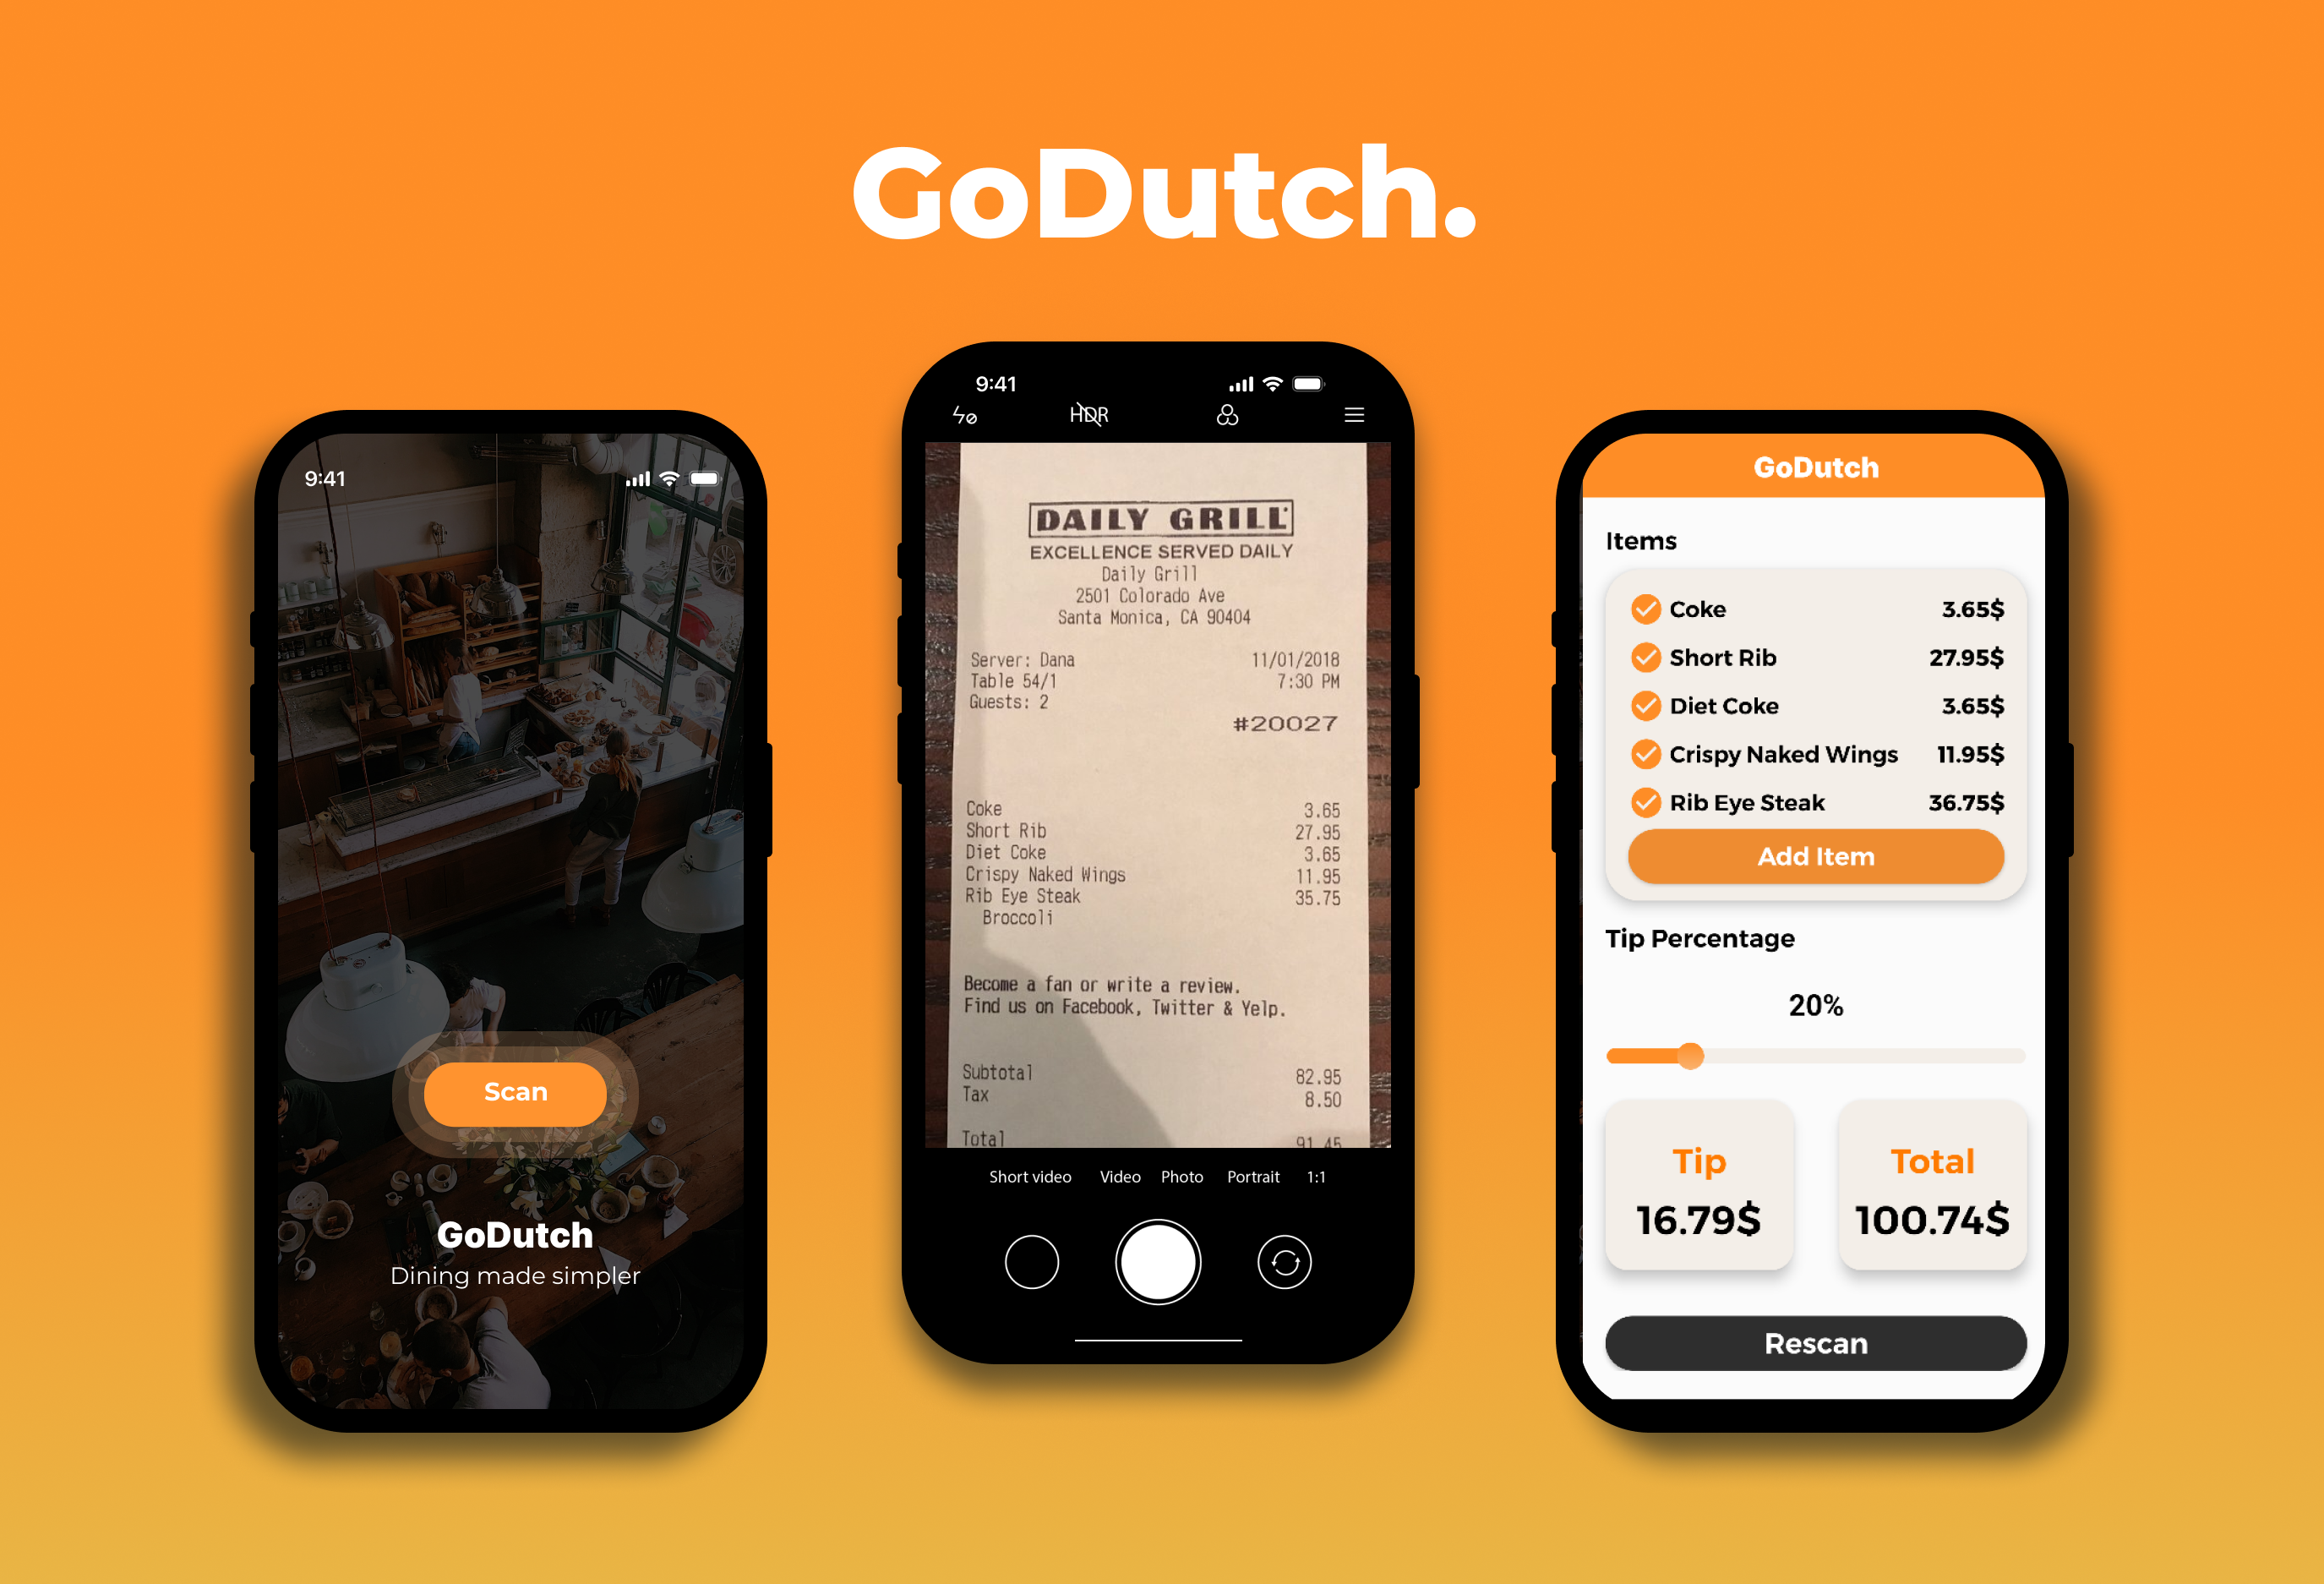 GoDutch.
9:41
Scan
GoDutch
Dining made simpler
9:41
HDR
DAILY GRILL
EXCELLENCE SERVED DAILY
Daily Grill
2501 Colorado Ave
Santa Monica, CA 90404
Server: Dana 11/01/2018
Table 54/1 7:30 PM
Guests: 2
#20027
Coke 3.65
Short Rib 27.95
Diet Coke 3.65
Crispy Naked Wings 11.95
Rib Eye Steak 35.75
Broccoli
Become a fan or write a review.
Find us on Facebook, Twitter & Yelp.
Subtotal 82.95
Tax 8.50
Total 91.45
Short video Video Photo Portrait 1:1
GoDutch
Items
Coke 3.65$
Short Rib 27.95$
Diet Coke 3.65$
Crispy Naked Wings 11.95$
Rib Eye Steak 36.75$
Add Item
Tip Percentage
20%
Tip Total
16.79$ 100.74$
Rescan